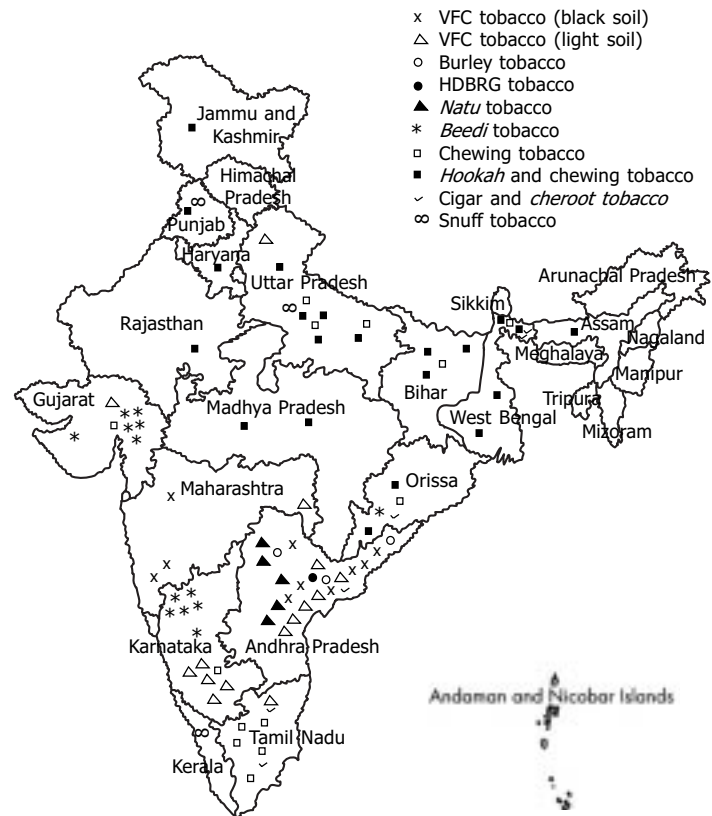 VFC tobacco (black soil)
VFC tobacco (light soil)
Burley tobacco
HDBRG tobacco
Natu tobacco
Beedi tobacco
Chewing tobacco
Hookah and chewing tobacco
Cigar and cheroot tobacco
Snuff tobacco
Jammu and
Kashmir
Himachal
Pradesh
Punjab
Haryana
Uttar Pradesh
Arunachal Pradesh
Sikkim
Rajasthan
Assam
Nagaland
Meghalaya
Manipur
Bihar
Gujarat
Madhya Pradesh
West Bengal
Tripura
Mizoram
Maharashtra
Orissa
Karnataka
Andhra Pradesh
Andaman and Nicobar Islands
Tamil Nadu
Kerala